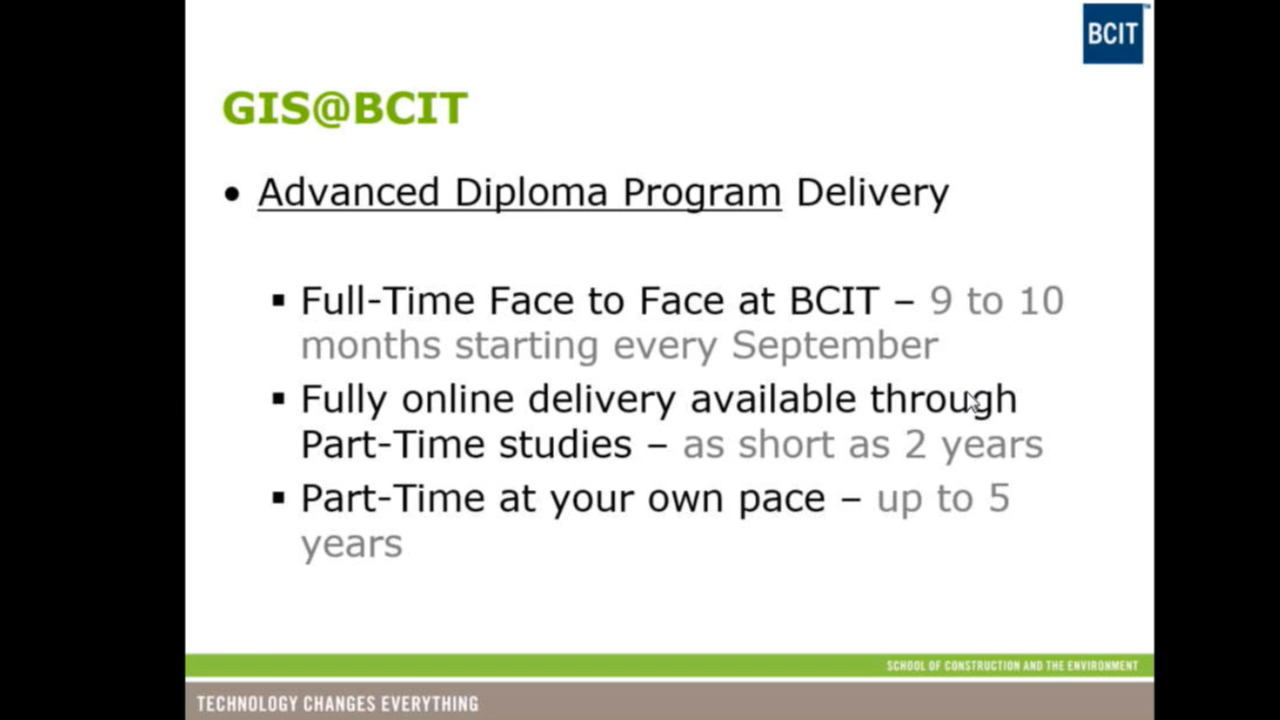 BCIT
GIS@BCIT
• Advanced Diploma Program Delivery
▪ Full-Time Face to Face at BCIT – 9 to 10
months starting every September
▪ Fully online delivery available through
Part-Time studies – as short as 2 years
▪ Part-Time at your own pace – up to 5
years
SCHOOL OF CONSTRUCTION AND THE ENVIRONMENT
TECHNOLOGY CHANGES EVERYTHING